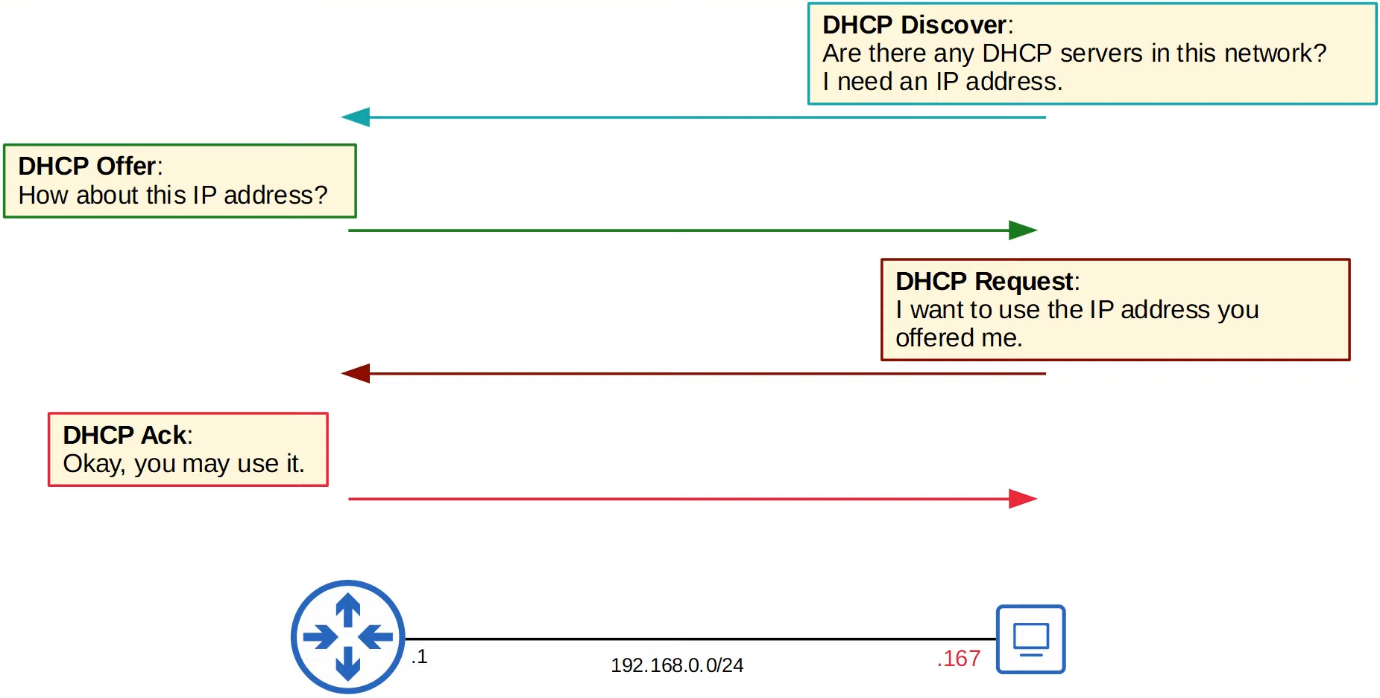 DHCP Discover:
Are there any DHCP servers in this network?
I need an IP address.
DHCP Offer:
How about this IP address?
DHCP Request:
I want to use the IP address you
offered me.
DHCP Ack:
Okay, you may use it.
.1
192.168.0.0/24
.167